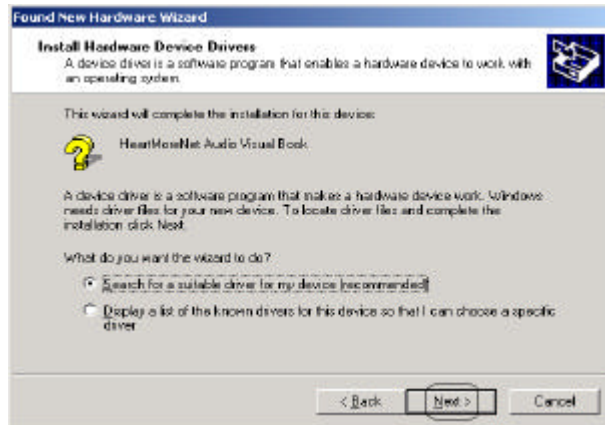 Found New Hardware Wizard
Install Hardware Device Drivers
A device driver is a software program that enables a hardware device to work with
an operating system.
This wizard will complete the installation for this device:
HeartMoreNet Audio Visual Book
A device driver is a software program that makes a hardware device work. Windows
needs driver files for your new device. To locate driver files and complete the
installation click Next.
What do you want the wizard to do?
Search for a suitable driver for my device (recommended)
Display a list of the known drivers for this device so that I can choose a specific
driver
< Back
Next >
Cancel